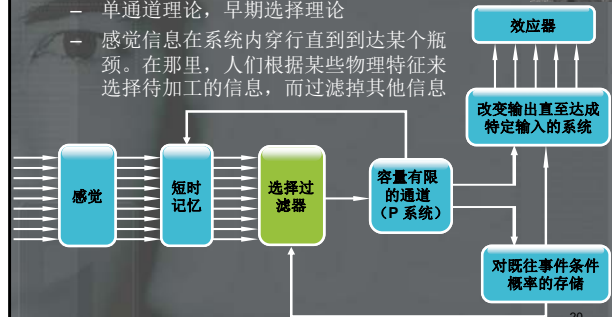 – 单通道理论，早期选择理论
– 感觉信息在系统内穿行直到到达某个瓶
颈。在那里，人们根据某些物理特征来
选择待加工的信息，而过滤掉其他信息
效应器
改变输出直至达成
特定输入的系统
感觉
短时
记忆
选择过
滤器
容量有限
的通道
（P 系统）
对既往事件条件
概率的存储
20